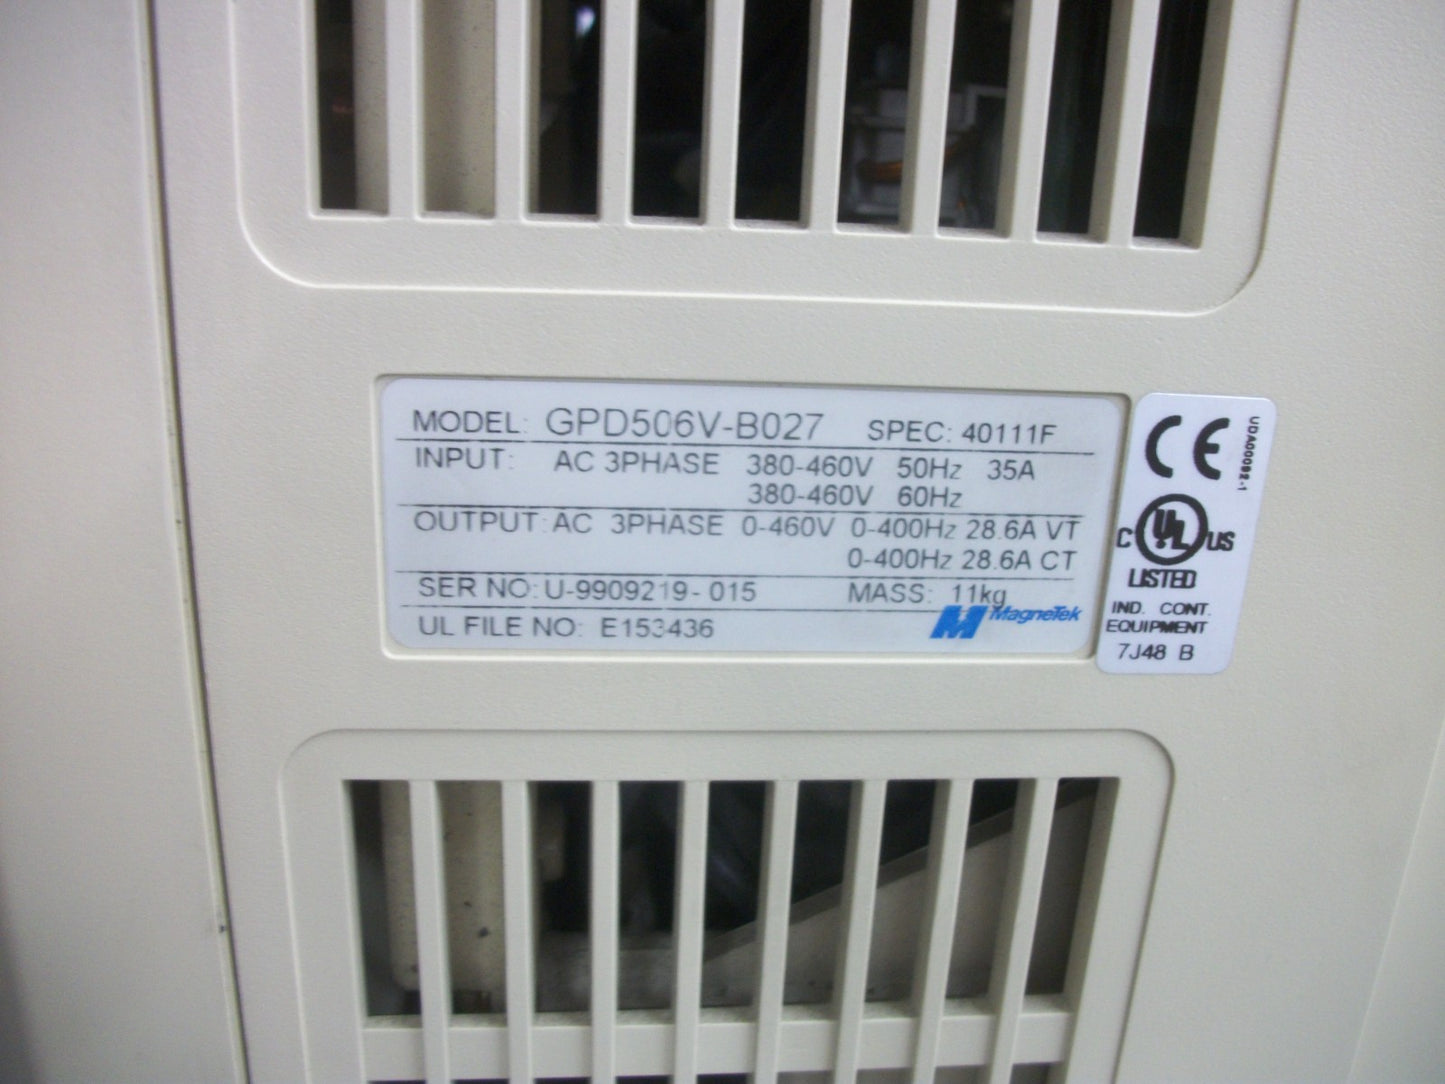 MODEL: GPD506V-B027 SPEC: 40111F
INPUT: AC 3PHASE 380-460V 50Hz 35A
380-460V 60Hz
OUTPUT: AC 3PHASE 0-460V 0-400Hz 28.6A VT
0-400Hz 28.6A CT
SER NO: U-9909219-015 MASS: 11kg
MagneTek
UL FILE NO: E153436
CE
UDA00092-1
C UL US
LISTED
IND. CONT.
EQUIPMENT
7J48 B